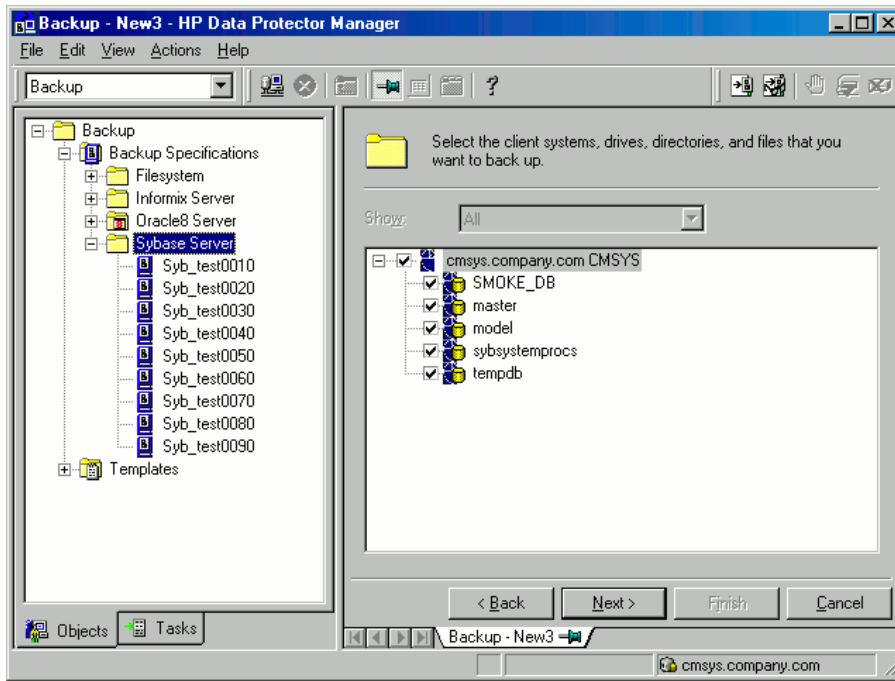 Backup - New3 - HP Data Protector Manager
File Edit View Actions Help
Backup
Backup
Backup Specifications
Filesystem
Informix Server
Oracle8 Server
Sybase Server
Syb_test0010
Syb_test0020
Syb_test0030
Syb_test0040
Syb_test0050
Syb_test0060
Syb_test0070
Syb_test0080
Syb_test0090
Templates
Objects Tasks
Select the client systems, drives, directories, and files that you
want to back up.
Show: All
cmsys.company.com CMSYS
SMOKE_DB
master
model
sybsystemprocs
tempdb
< Back Next > Finish Cancel
Backup - New3
cmsys.company.com